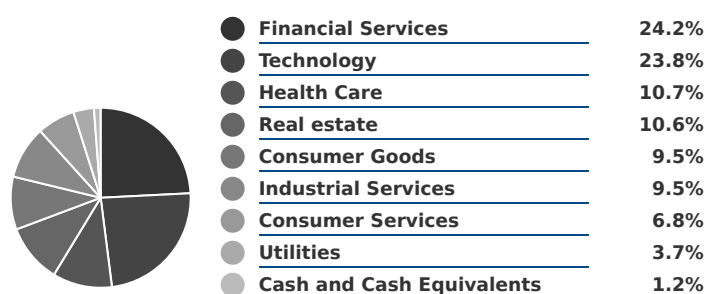 Financial Services 24.2%
Technology 23.8%
Health Care 10.7%
Real estate 10.6%
Consumer Goods 9.5%
Industrial Services 9.5%
Consumer Services 6.8%
Utilities 3.7%
Cash and Cash Equivalents 1.2%